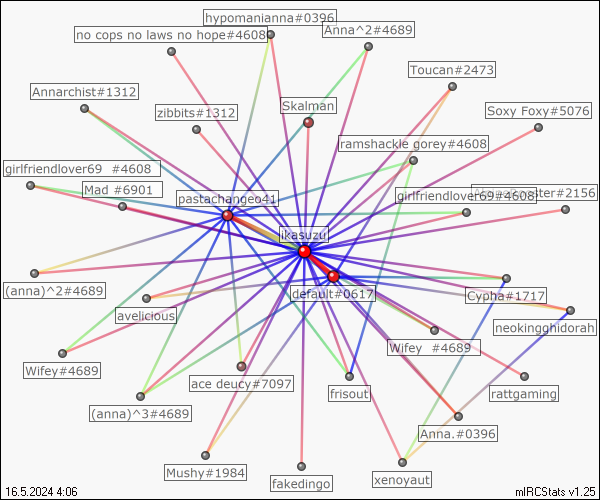 hypomanianna#0396
no cops no laws no hope#4608
Anna^2#4689
Toucan#2473
Annarchist#1312
Skalman
zibbits#1312
Soxy Foxy#5076
ramshackle gorey#4608
girlfriendlover69 #4608
Mad #6901
pastachangeo41
girlfriendlover69#4608
#2156
ikasuzu
(anna)^2#4689
default#0617
Cypha#1717
avelicious
neokingghidorah
Wifey #4689
Wifey#4689
ace deucy#7097
frisout
rattgaming
(anna)^3#4689
Anna.#0396
Mushy#1984
fakedingo
xenoyaut
16.5.2024 4:06
mIRCStats v1.25